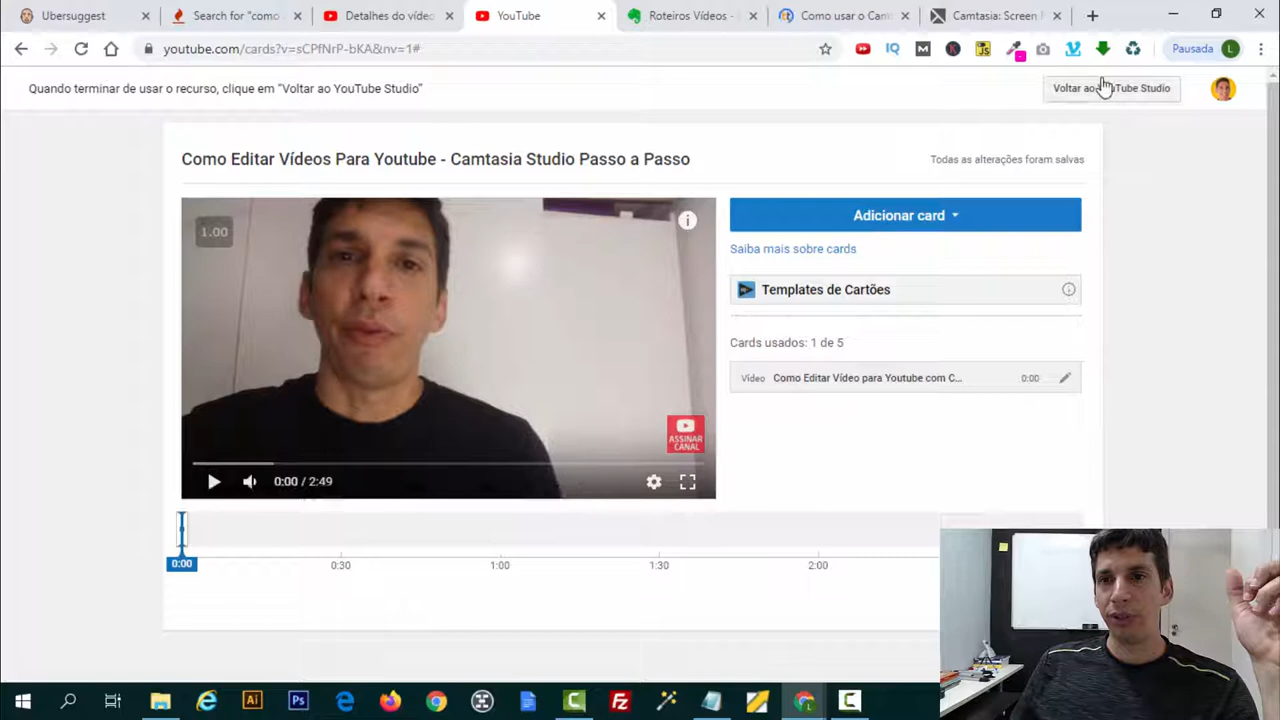 Ubersuggest
Search for "como
Detalhes do vídeo
YouTube
Roteiros Vídeos -
Como usar o Cam
Camtasia: Screen
youtube.com/cards?v=sCPfNrP-bKA&nv=1#
Pausada
L
Quando terminar de usar o recurso, clique em "Voltar ao YouTube Studio"
Voltar ao YouTube Studio
Como Editar Vídeos Para Youtube - Camtasia Studio Passo a Passo
Todas as alterações foram salvas
1.00
Adicionar card
Saiba mais sobre cards
Templates de Cartões
Cards usados: 1 de 5
Vídeo Como Editar Vídeo para Youtube com C... 0:00
ASSINAR
CANAL
0:00 / 2:49
0:00
0:30
1:00
1:30
2:00